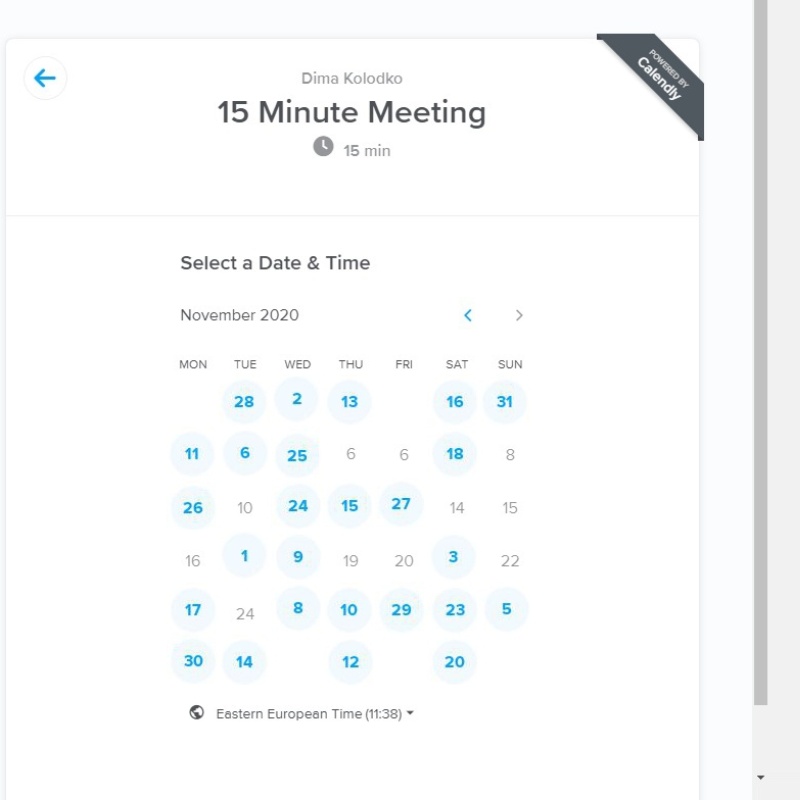 POWERED BY
Calendly
Dima Kolodko
15 Minute Meeting
15 min
Select a Date & Time
November 2020
MON TUE WED THU FRI SAT SUN
28 2 13 16 31
11 6 25 6 6 18 8
26 10 24 15 27 14 15
16 1 9 19 20 3 22
17 24 8 10 29 23 5
30 14 12 20
Eastern European Time (11:38)